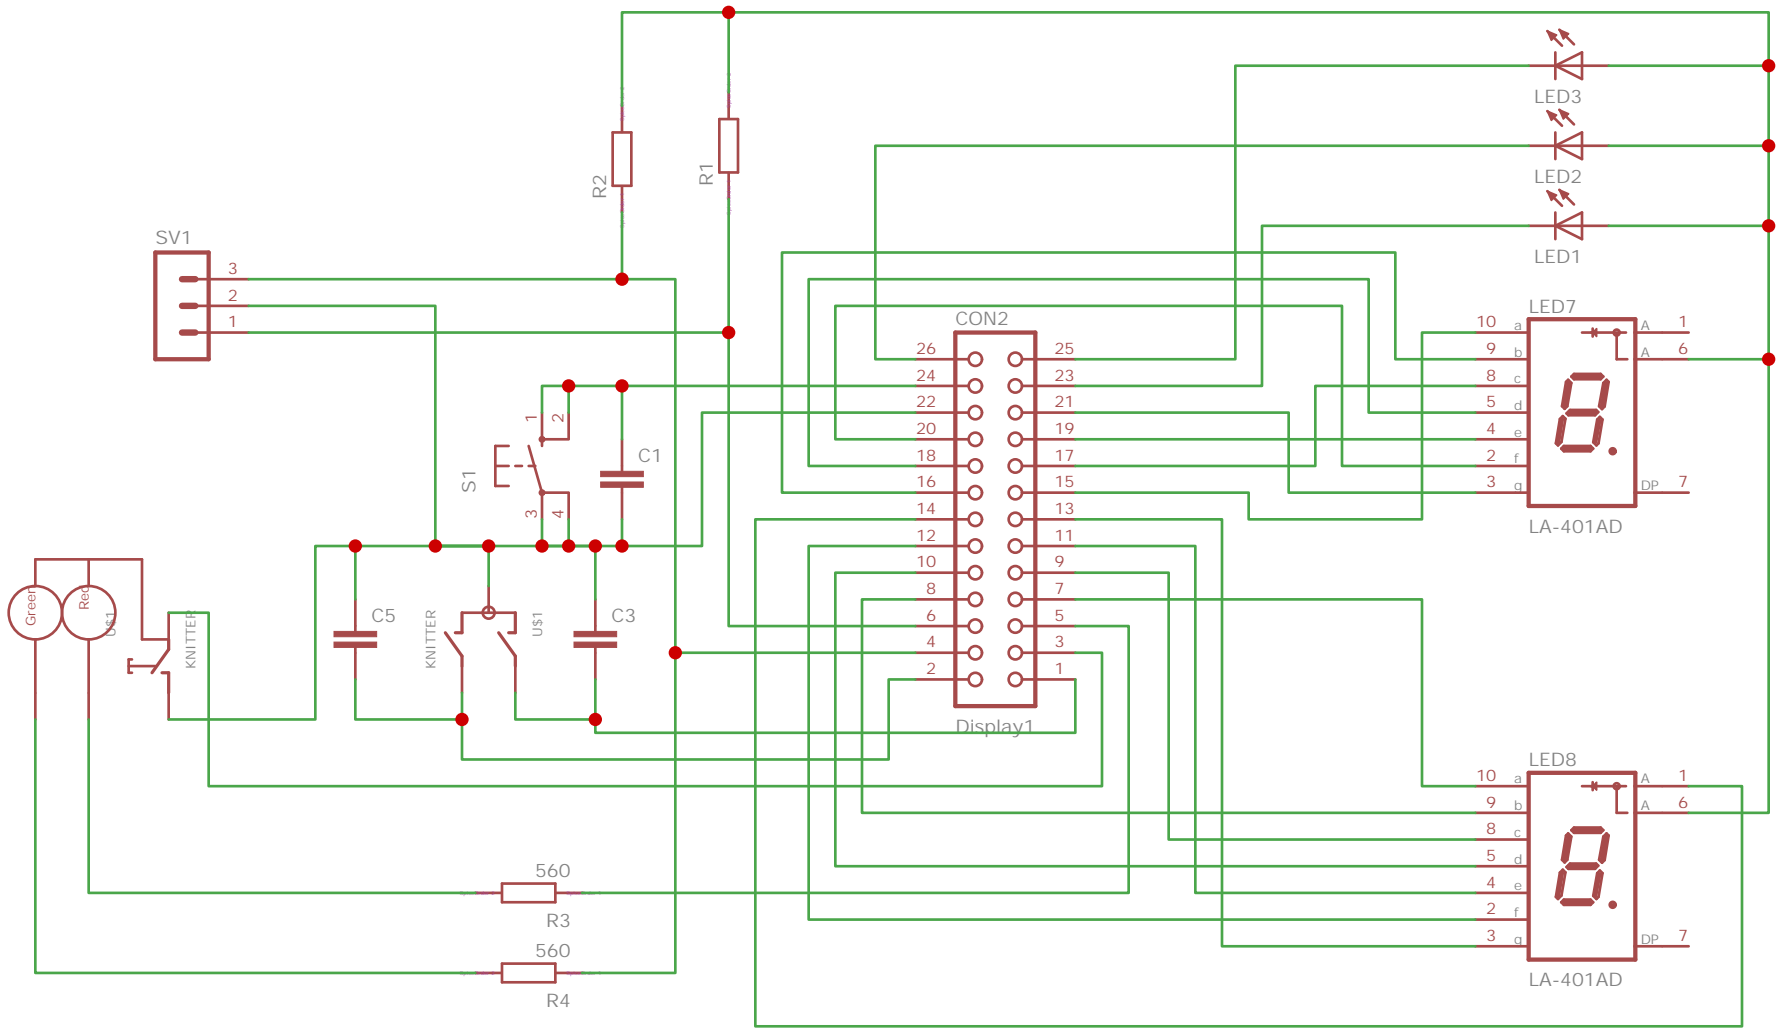 LED3
LED2
LED1
R2
R1
SV1
3
2
1
CON2
26
24
22
20
18
16
14
12
10
8
6
4
2
25
23
21
19
17
15
13
11
9
7
5
3
1
Display1
LED7
10 a
9 b
8 c
5 d
4 e
2 f
3 g
A 1
A 6
DP 7
LA-401AD
S1
1
2
3
4
C1
Green
Red
U$1
KNITTER
C5
KNITTER
U$1
C3
LED8
10 a
9 b
8 c
5 d
4 e
2 f
3 g
A 1
A 6
DP 7
LA-401AD
560
R3
560
R4